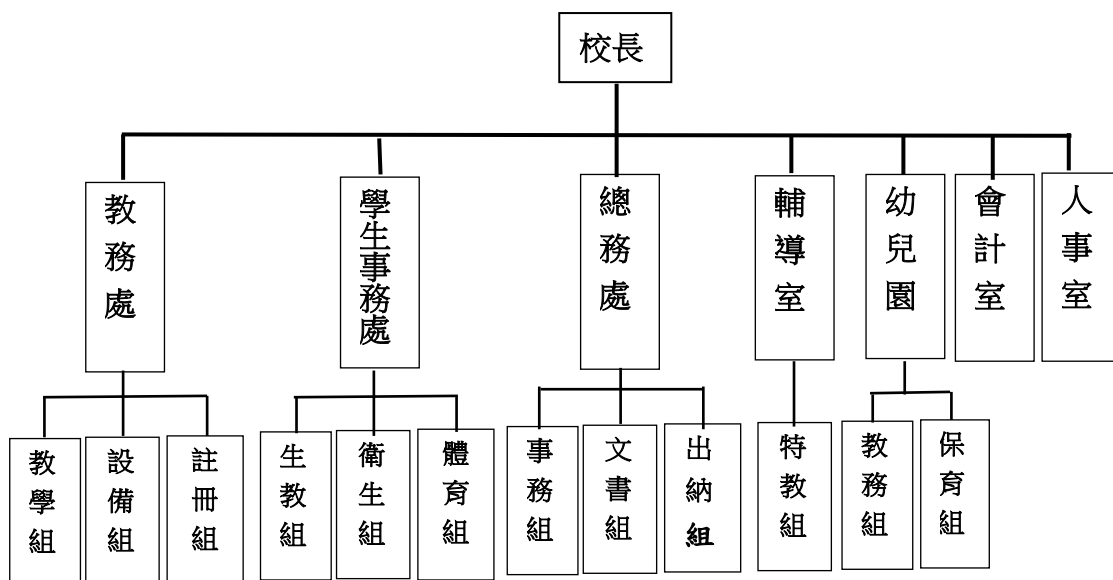 校長
教務處
學生事務處
總務處
輔導室
幼兒園
會計室
人事室
教學組
設備組
註冊組
生教組
衛生組
體育組
事務組
文書組
出納組
特教組
教務組
保育組